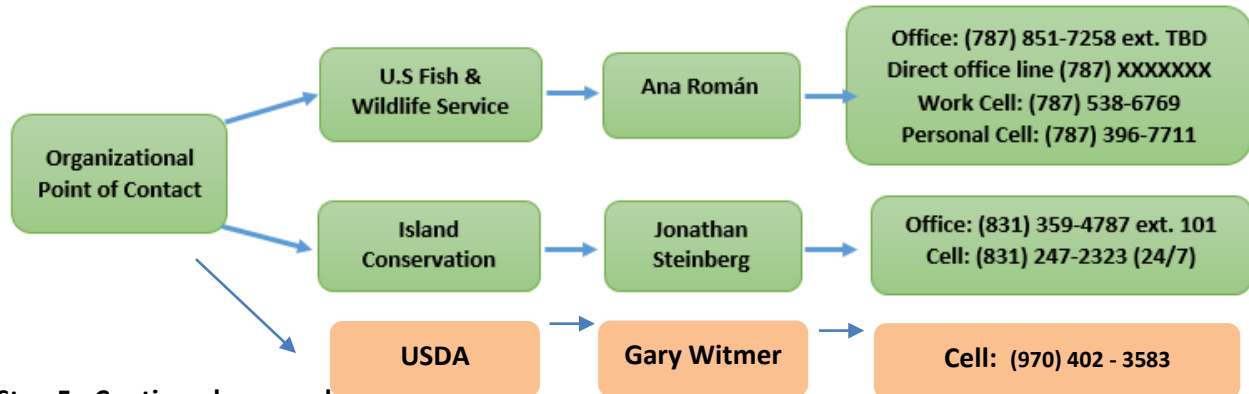 Organizational
Point of Contact
U.S Fish &
Wildlife Service
Ana Román
Office: (787) 851-7258 ext. TBD
Direct office line (787) XXXXXXX
Work Cell: (787) 538-6769
Personal Cell: (787) 396-7711
Island
Conservation
Jonathan
Steinberg
Office: (831) 359-4787 ext. 101
Cell: (831) 247-2323 (24/7)
USDA
Gary Witmer
Cell: (970) 402 - 3583